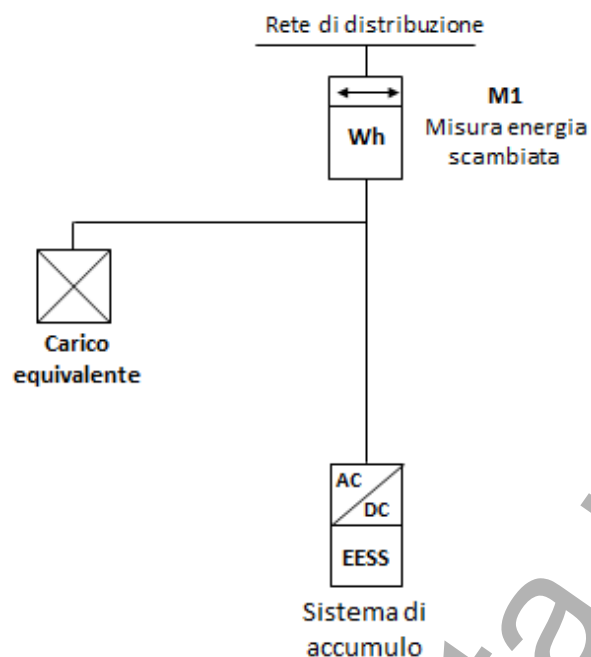 Rete di distribuzione
M1
Wh
Misura energia
scambiata
Carico
equivalente
AC
DC
EESS
Sistema di
accumulo